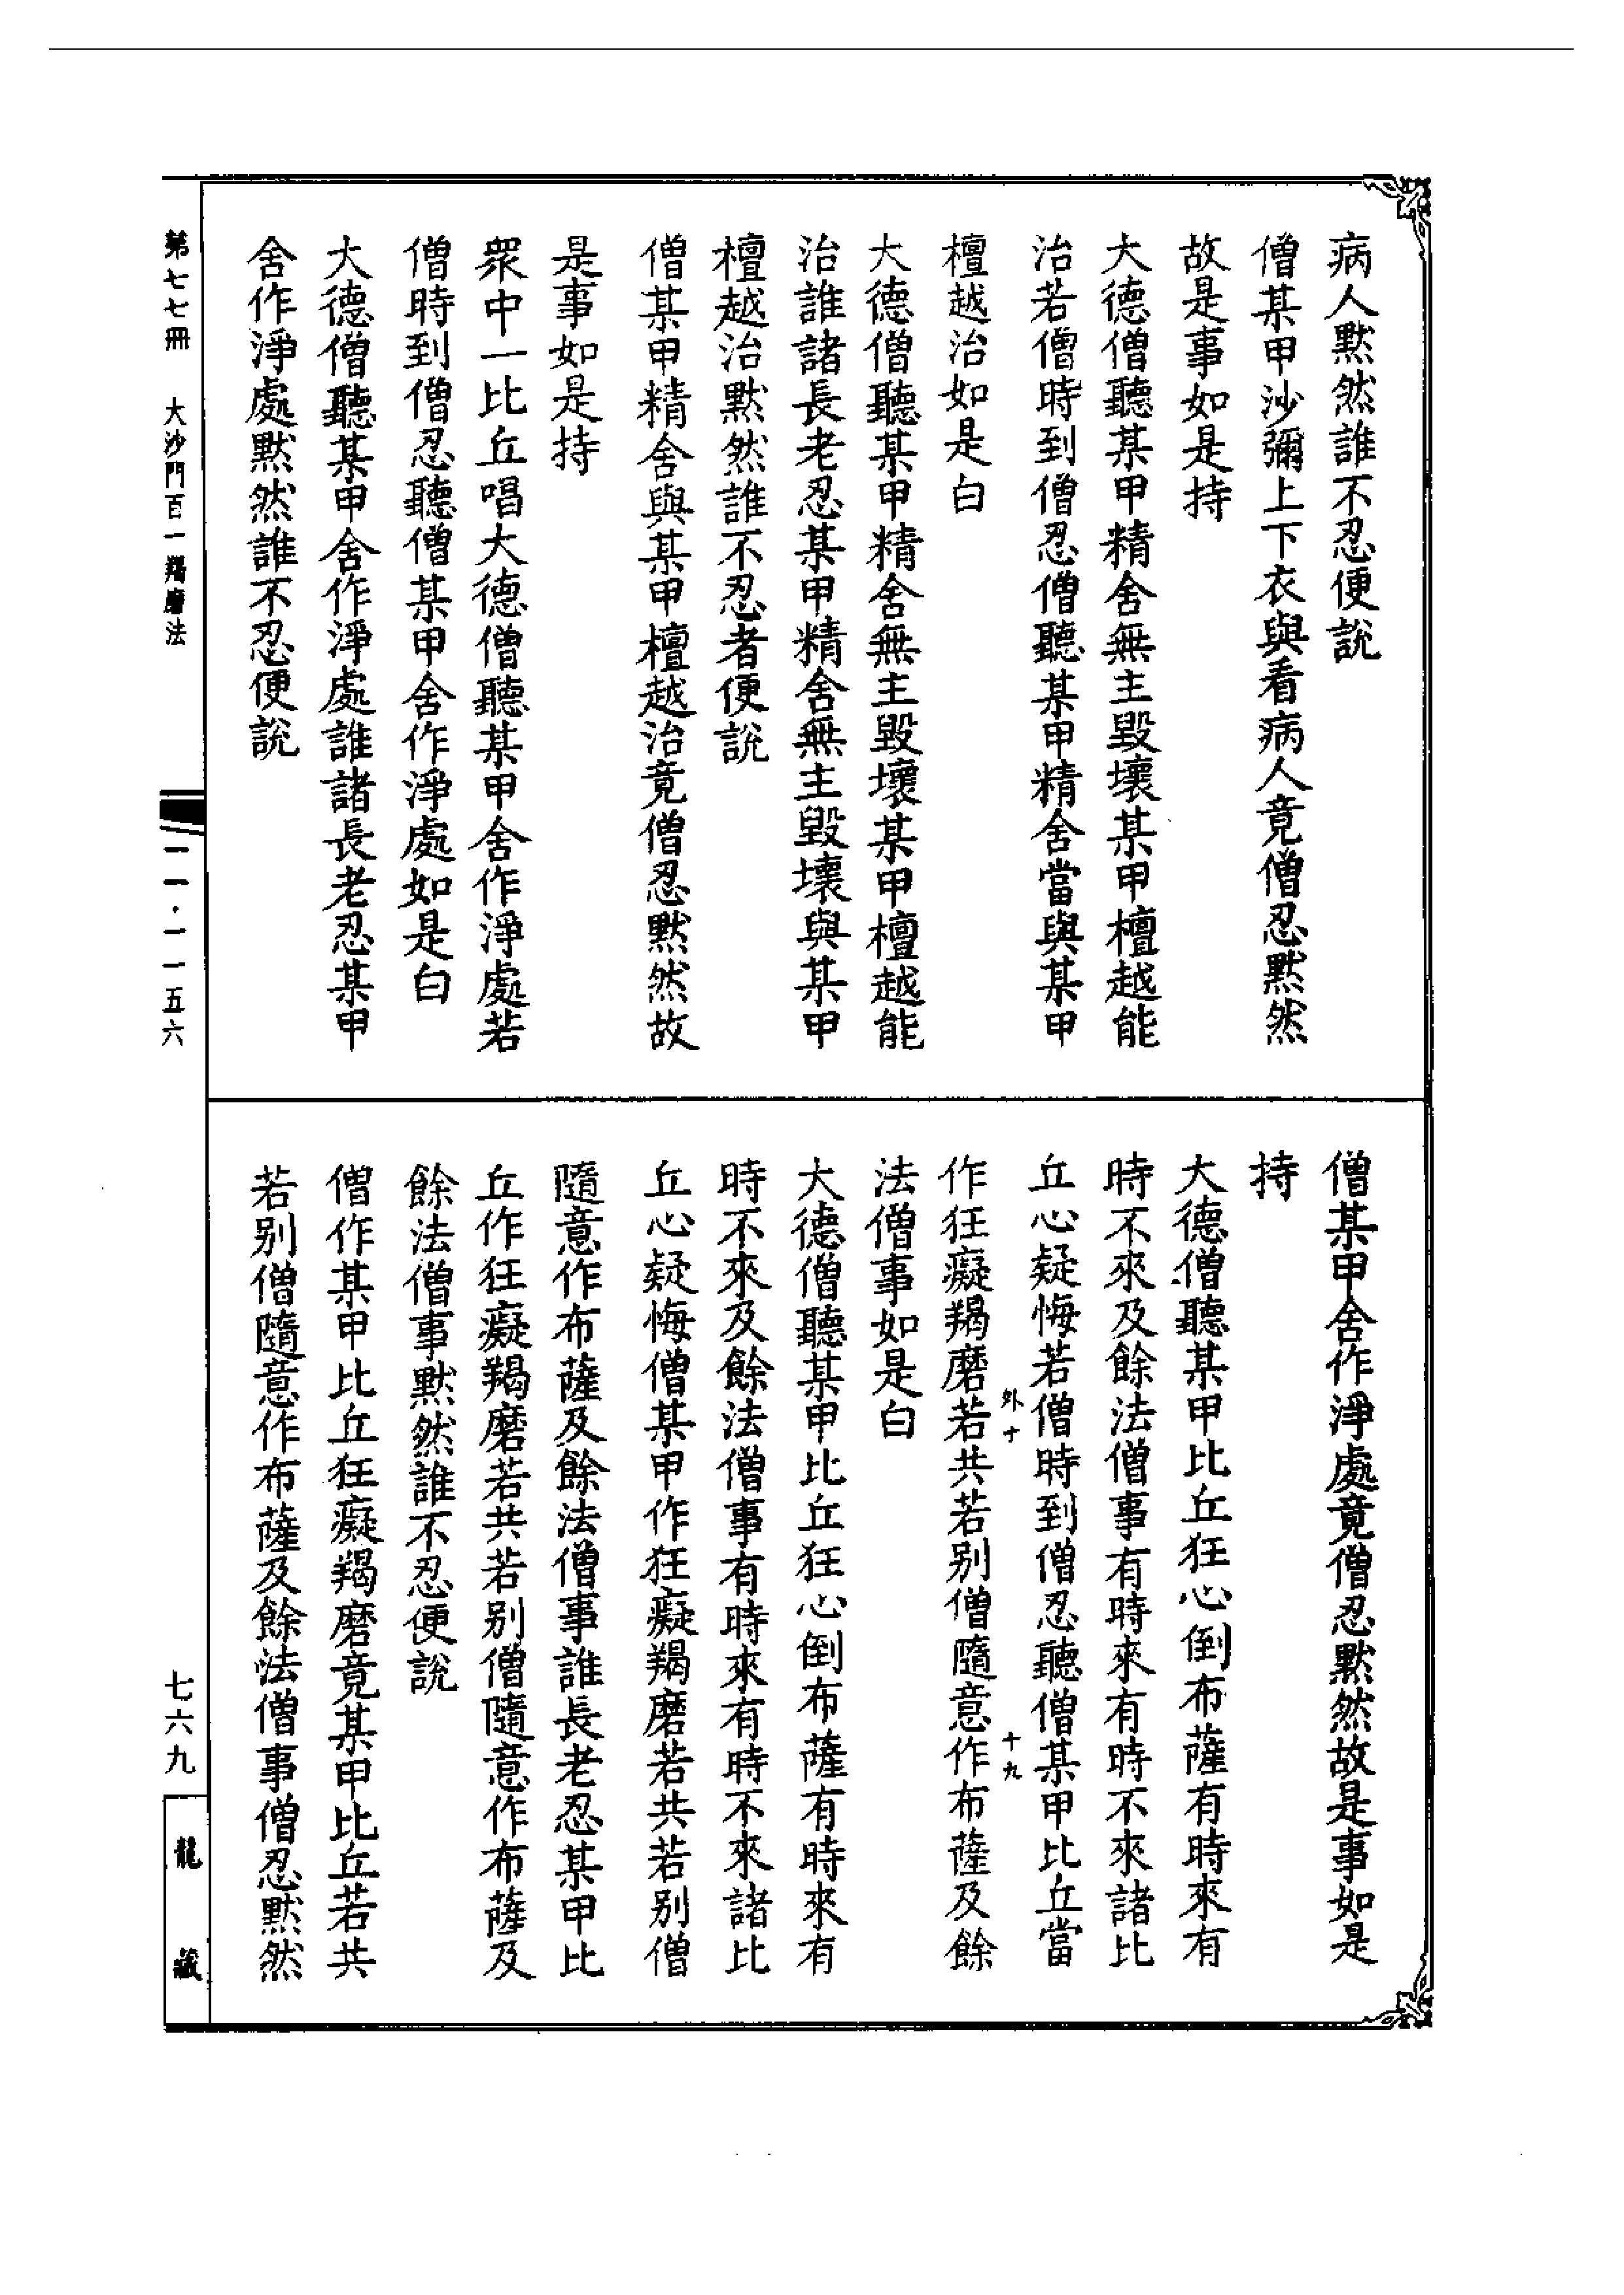 病人默然誰不忍便說
僧某甲沙彌上下衣與看病人竟僧忍默然
故是事如是持
大德僧聽某甲精舍無主毀壞某甲檀越能
治若僧時到僧忍僧聽某甲精舍當與某甲
檀越治如是白
大德僧聽某甲精舍無主毀壞某甲檀越能
治誰諸長老忍某甲精舍無主毀壞與某甲
檀越治默然誰不忍者便說
僧某甲精舍與某甲檀越治竟僧忍默然故
是事如是持
眾中一比丘唱大德僧聽某甲舍作淨處若
僧時到僧忍聽僧某甲舍作淨處如是白
大德僧聽某甲舍作淨處誰諸長老忍某甲
舍作淨處默然誰不忍便說
僧某甲舍作淨處竟僧忍默然故是事如是
持
大德僧聽某甲比丘狂心倒布薩有時來有
時不來及餘法僧事有時來有時不來諸比
丘心疑悔若僧時到僧忍聽僧某甲比丘當
外十 十九
作狂癡羯磨若共若别僧隨意作布薩及餘
法僧事如是白
大德僧聽某甲比丘狂心倒布薩有時來有
時不來及餘法僧事有時來有時不來諸比
丘心疑悔僧某甲作狂癡羯磨若共若别僧
隨意作布薩及餘法僧事誰長老忍某甲比
丘作狂癡羯磨若共若别僧隨意作布薩及
餘法僧事默然誰不忍便說
僧作某甲比丘狂癡羯磨竟某甲比丘若共
若别僧隨意作布薩及餘法僧事僧忍默然
第七七冊 大沙門百一羯磨法 一一·一一五六 七六九 龍藏